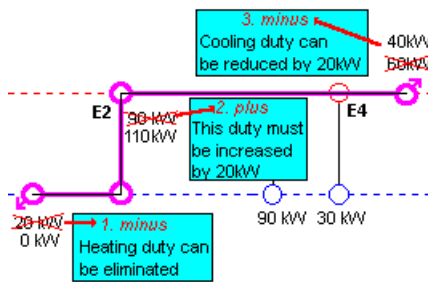 3. minus
Cooling duty can
be reduced by 20kW
40kW
60kW
E2
90 kW
110kW
2. plus
This duty must
be increased
by 20kW
E4
90 kW
30 kW
20 kW
0 kW
1. minus
Heating duty can
be eliminated